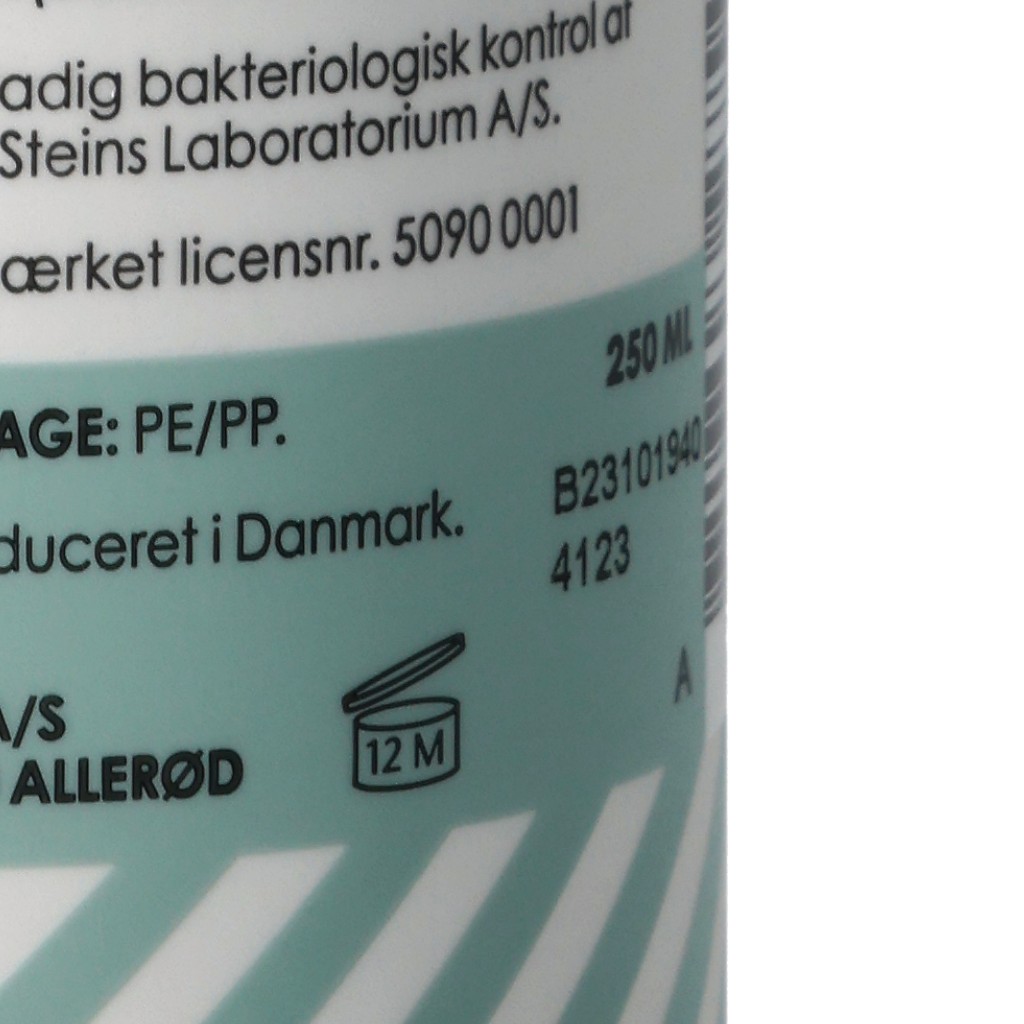 adig bakteriologisk kontrol af
Steins Laboratorium A/S.
ærket licensnr. 5090 0001
250 ML
AGE: PE/PP.
B23101940
duceret i Danmark.
4123
A
A/S
12 M
ALLERØD